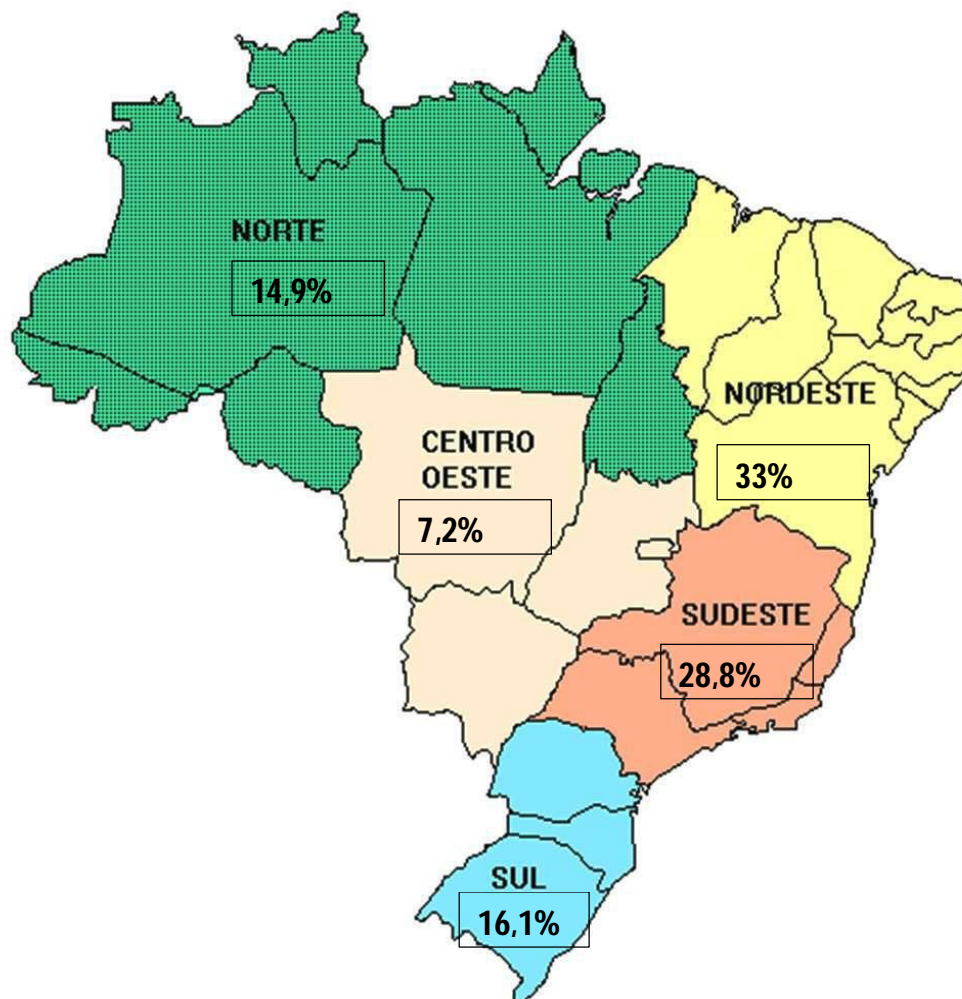 NORTE
14,9%
NORDESTE
33%
CENTRO
OESTE
7,2%
SUDESTE
28,8%
SUL
16,1%